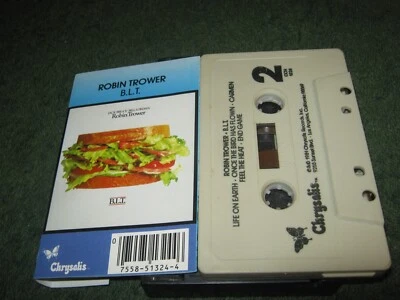 ROBIN TROWER
B.L.T.
Robin Trower
B.L.T.
Chrysalis
0
7558-51324-4
2
ROBIN TROWER - B.L.T.
LIFE ON EARTH - ONCE THE BIRD HAS FLOWN - CARMEN
FEEL THE HEAT - END GAME
Chrysalis